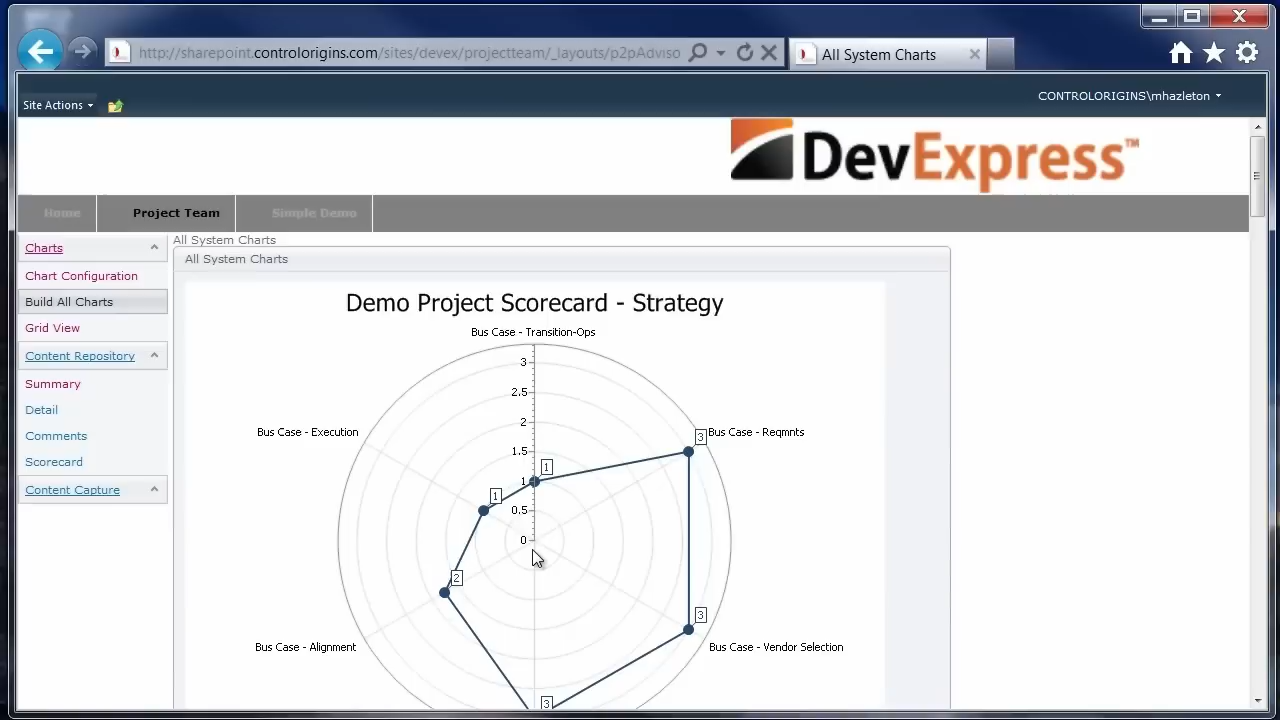 http://sharepoint.controlorigins.com/sites/devex/projectteam/_layouts/p2pAdviso
All System Charts
Site Actions
CONTROLORIGINS\mhazleton
DevExpress™
Home
Project Team
Simple Demo
Charts
Chart Configuration
Build All Charts
Grid View
Content Repository
Summary
Detail
Comments
Scorecard
Content Capture
All System Charts
All System Charts
Demo Project Scorecard - Strategy
Bus Case - Transition-Ops
3
2.5
2
1.5
1
0.5
0
Bus Case - Execution
Bus Case - Reqmnts
3
1
1
2
3
Bus Case - Alignment
Bus Case - Vendor Selection
3